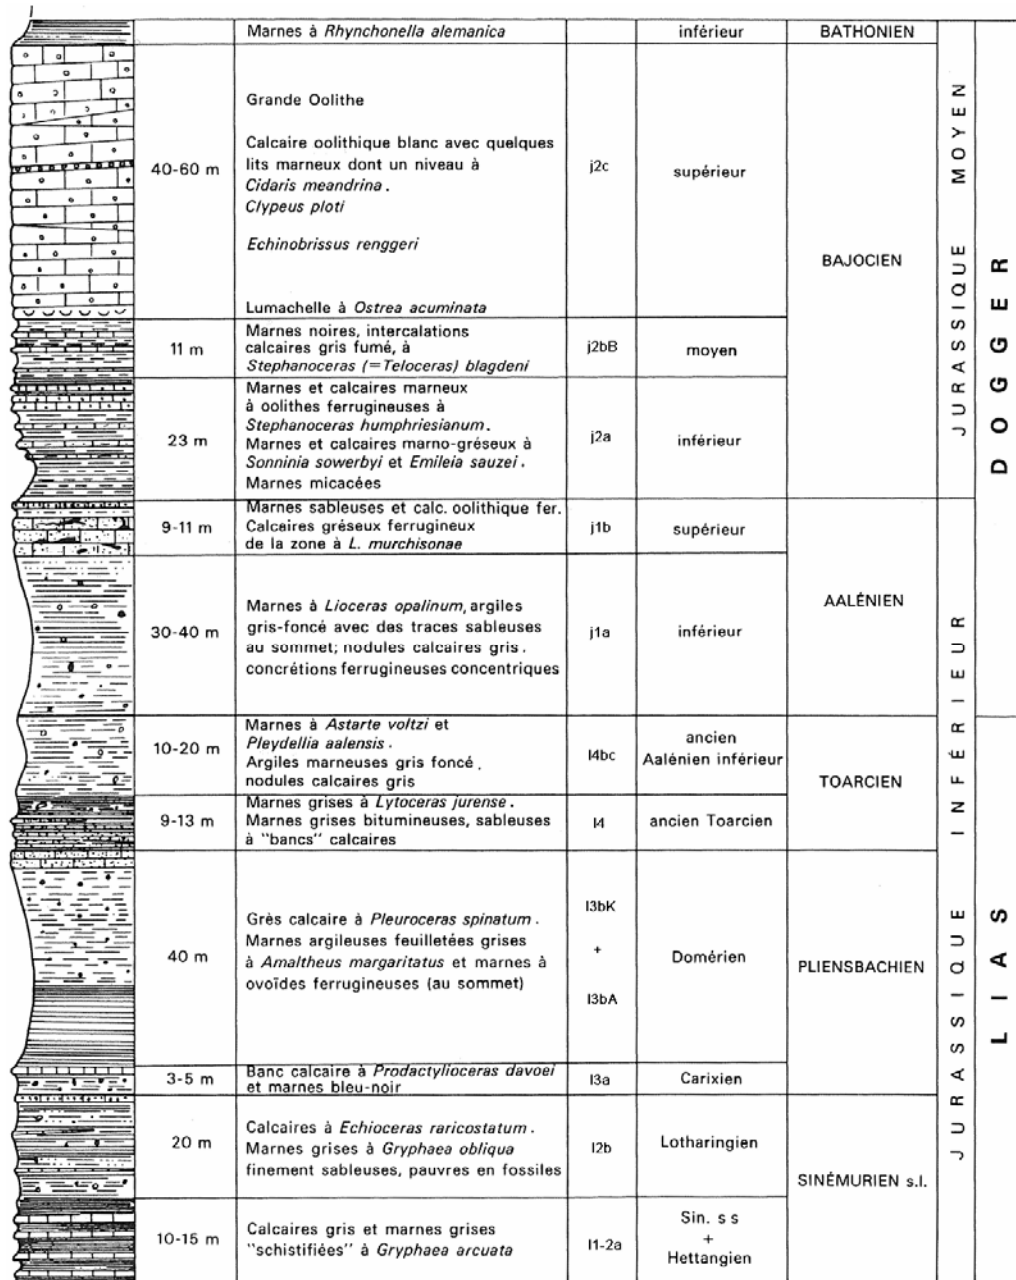 Marnes à Rhynchonella alemanica
inférieur
BATHONIEN
40-60 m
Grande Oolithe
Calcaire oolithique blanc avec quelques
lits marneux dont un niveau à
Cidaris meandrina.
Clypeus ploti
Echinobrissus renggeri
Lumachelle à Ostrea acuminata
j2c
supérieur
BAJOCIEN
11 m
Marnes noires, intercalations
calcaires gris fumé, à
Stephanoceras (=Teloceras) blagdeni
j2bB
moyen
23 m
Marnes et calcaires marneux
à oolithes ferrugineuses à
Stephanoceras humphriesianum.
Marnes et calcaires marno-gréseux à
Sonninia sowerbyi et Emileia sauzei.
Marnes micacées
j2a
inférieur
9-11 m
Marnes sableuses et calc. oolithique fer.
Calcaires gréseux ferrugineux
de la zone à L. murchisonae
j1b
supérieur
AALÉNIEN
30-40 m
Marnes à Lioceras opalinum, argiles
gris-foncé avec des traces sableuses
au sommet; nodules calcaires gris.
concrétions ferrugineuses concentriques
j1a
inférieur
10-20 m
Marnes à Astarte voltzi et
Pleydellia aalensis.
Argiles marneuses gris foncé.
nodules calcaires gris
l4bc
ancien
Aalénien inférieur
TOARCIEN
9-13 m
Marnes grises à Lytoceras jurense.
Marnes grises bitumineuses, sableuses
à "bancs" calcaires
l4
ancien Toarcien
40 m
Grès calcaire à Pleuroceras spinatum.
Marnes argileuses feuilletées grises
à Amaltheus margaritatus et marnes à
ovoïdes ferrugineuses (au sommet)
l3bK
+
l3bA
Domérien
PLIENSBACHIEN
3-5 m
Banc calcaire à Prodactylioceras davoei
et marnes bleu-noir
l3a
Carixien
20 m
Calcaires à Echioceras raricostatum.
Marnes grises à Gryphaea obliqua
finement sableuses, pauvres en fossiles
l2b
Lotharingien
SINÉMURIEN s.l.
10-15 m
Calcaires gris et marnes grises
"schistifiées" à Gryphaea arcuata
l1-2a
Sin. s s
+
Hettangien
JURASSIQUE MOYEN
JURASSIQUE INFÉRIEUR
DOGGER
LIAS